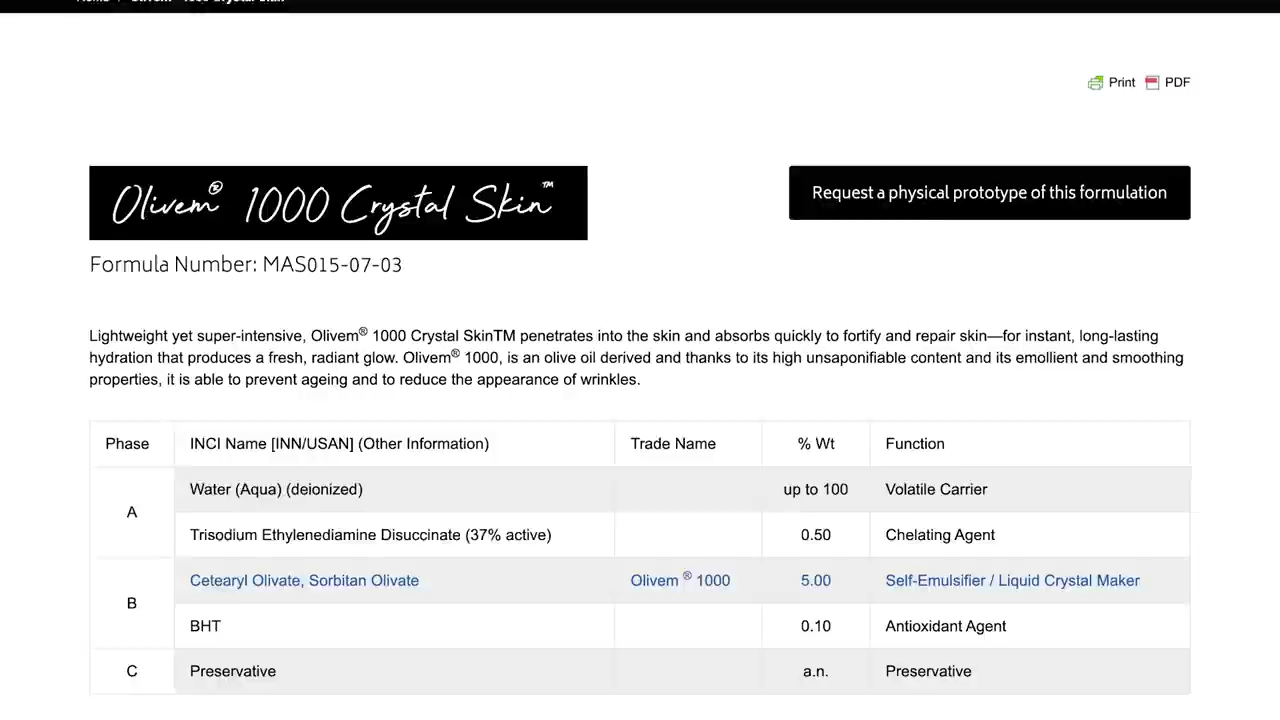 Home / Olivem® 1000 Crystal Skin™
Print PDF
Olivem® 1000 Crystal Skin™
Request a physical prototype of this formulation
Formula Number: MAS015-07-03
Lightweight yet super-intensive, Olivem® 1000 Crystal SkinTM penetrates into the skin and absorbs quickly to fortify and repair skin—for instant, long-lasting
hydration that produces a fresh, radiant glow. Olivem® 1000, is an olive oil derived and thanks to its high unsaponifiable content and its emollient and smoothing
properties, it is able to prevent ageing and to reduce the appearance of wrinkles.
Phase INCI Name [INN/USAN] (Other Information) Trade Name % Wt Function
A
Water (Aqua) (deionized) up to 100 Volatile Carrier
Trisodium Ethylenediamine Disuccinate (37% active) 0.50 Chelating Agent
B
Cetearyl Olivate, Sorbitan Olivate Olivem ® 1000 5.00 Self-Emulsifier / Liquid Crystal Maker
BHT 0.10 Antioxidant Agent
C Preservative a.n. Preservative